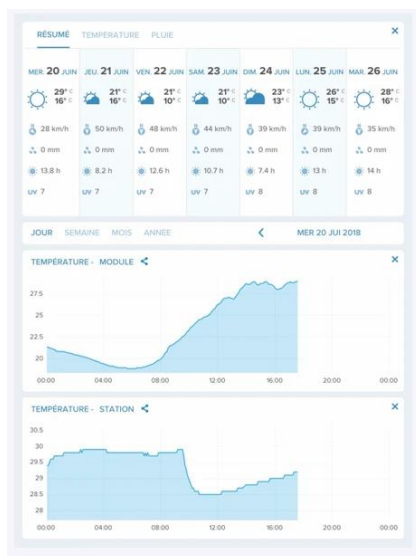 RÉSUMÉ TEMPÉRATURE PLUIE ×
MER. 20 JUIN JEU. 21 JUIN VEN. 22 JUIN SAM. 23 JUIN DIM. 24 JUIN LUN. 25 JUIN MAR. 26 JUIN
29° C 21° C 21° C 21° C 23° C 26° C 28° C
16° C 16° C 10° C 10° C 13° C 15° C 16° C
28 km/h 50 km/h 48 km/h 44 km/h 39 km/h 39 km/h 35 km/h
0 mm 0 mm 0 mm 0 mm 0 mm 0 mm 0 mm
13.8 h 8.2 h 12.6 h 10.7 h 7.4 h 13 h 14 h
UV 7 UV 7 UV 7 UV 7 UV 8 UV 8 UV 8
JOUR SEMAINE MOIS ANNEE < MER 20 JUI 2018
TEMPÉRATURE - MODULE ×
27.5
25
22.5
20
00:00 04:00 08:00 12:00 16:00 20:00 00:00
TEMPÉRATURE - STATION ×
30.5
30
29.5
29
28.5
28
00:00 04:00 08:00 12:00 16:00 20:00 00:00